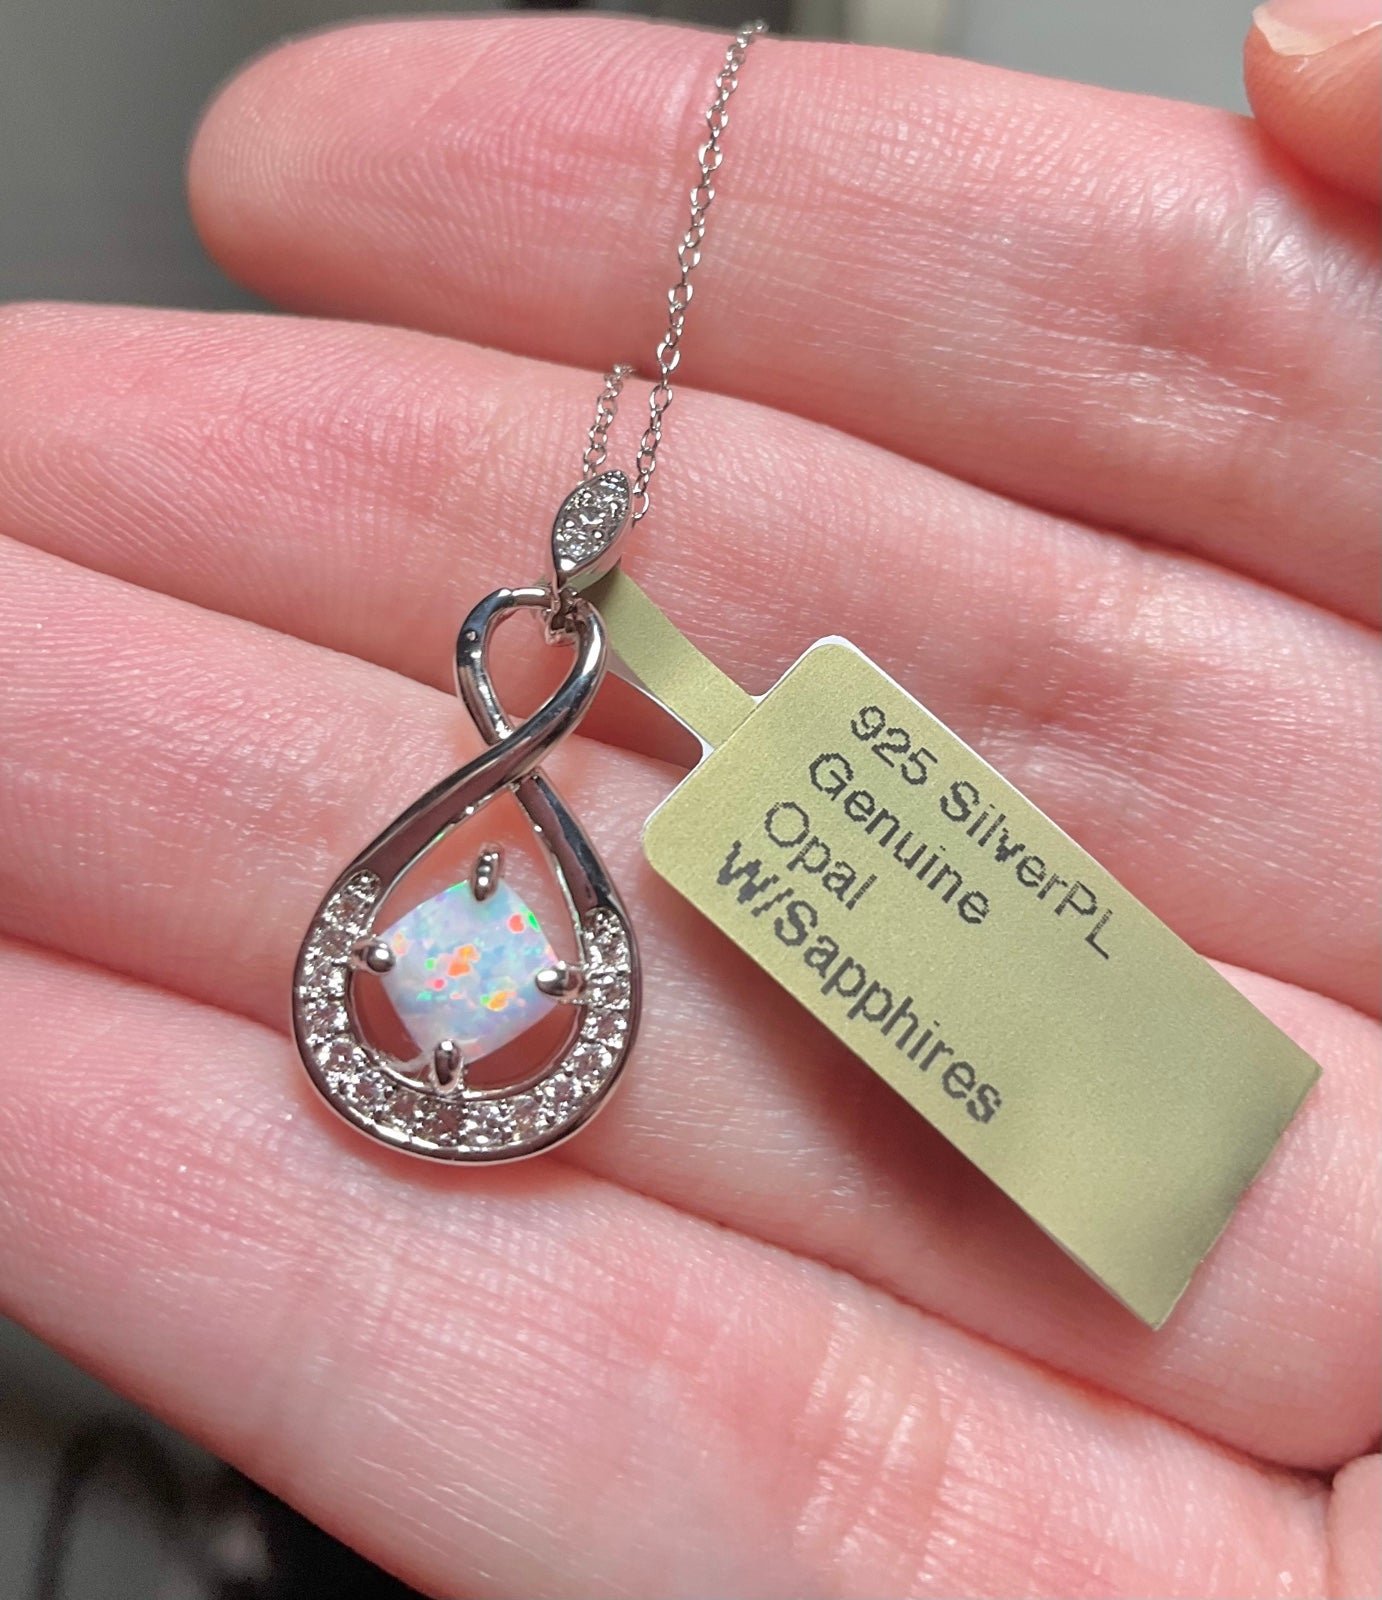 925 SilverPL
Genuine
Opal
W/Sapphires